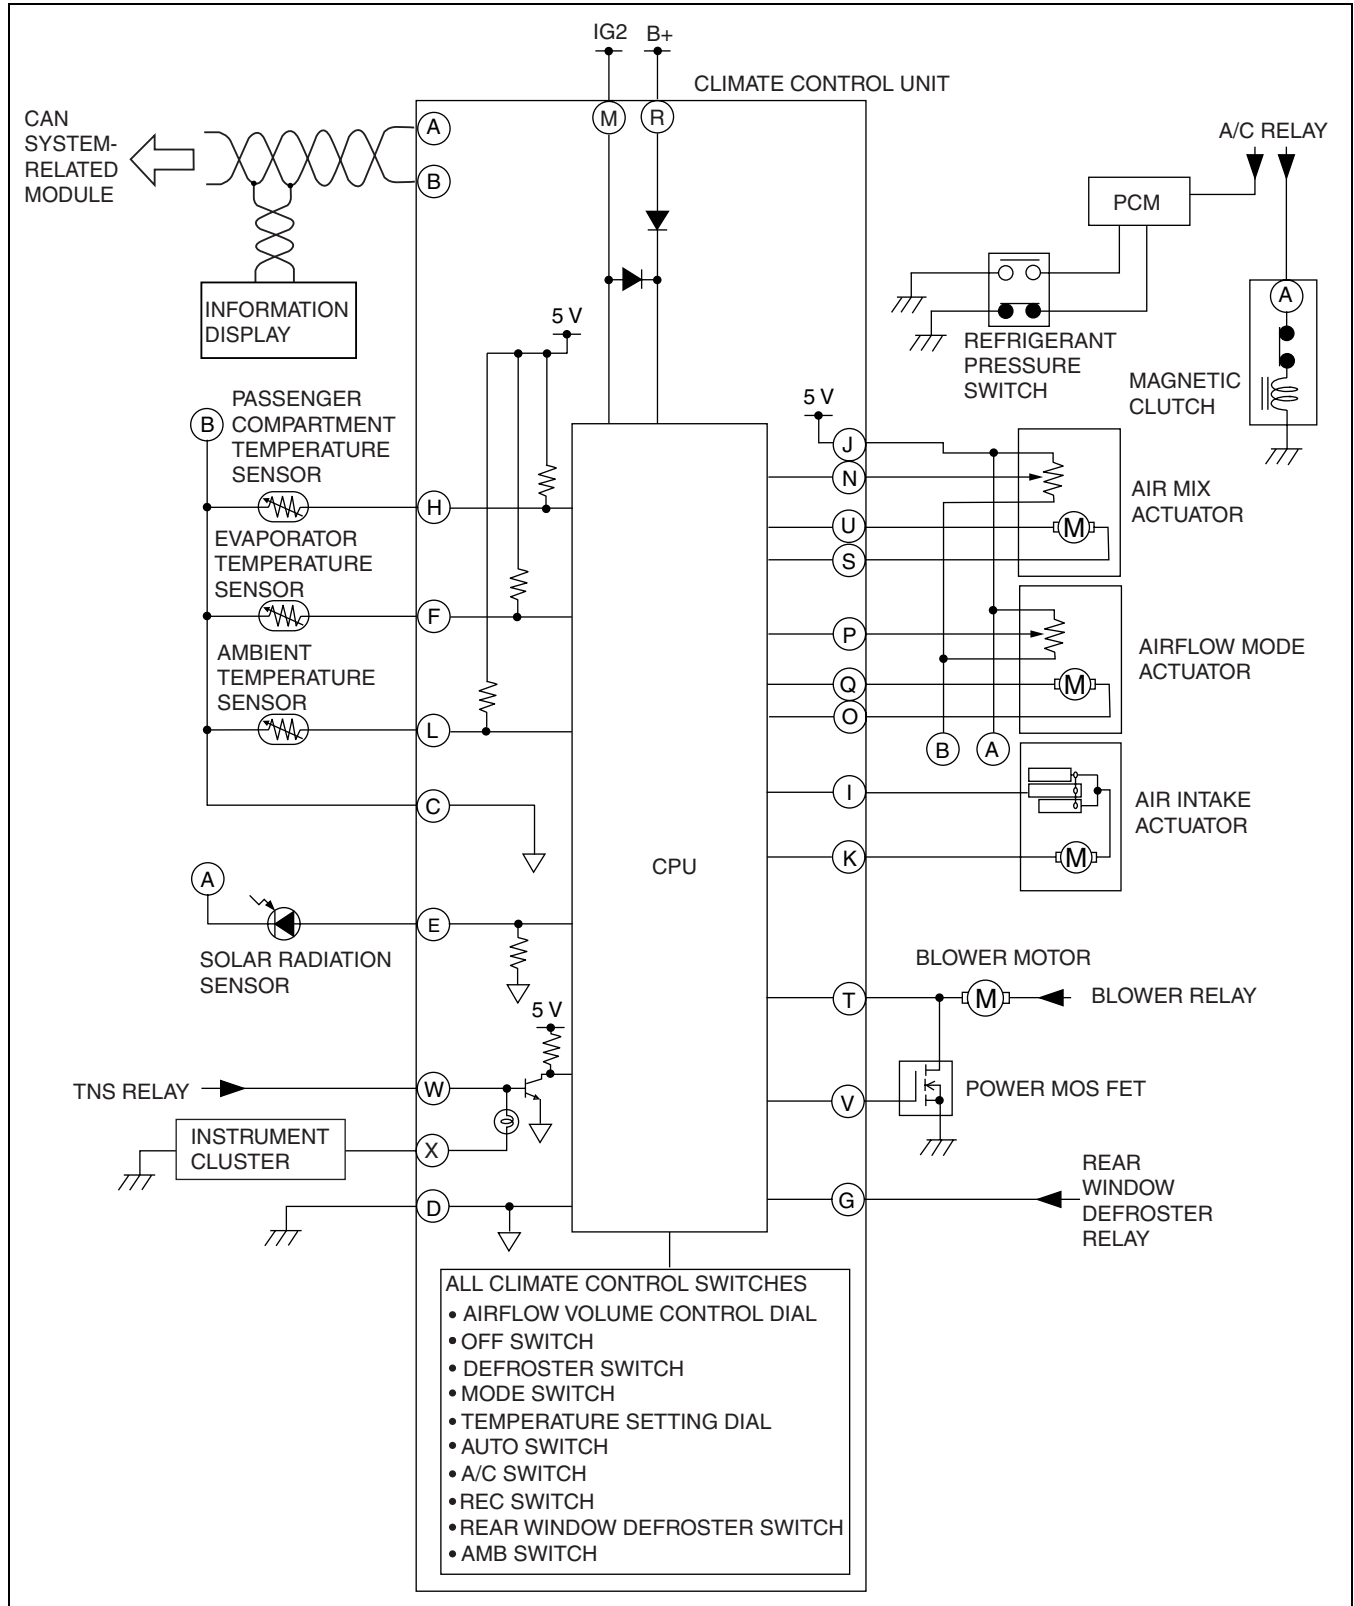 IG2 B+
CLIMATE CONTROL UNIT
CAN
SYSTEM-
RELATED
MODULE
A
B
M
R
A/C RELAY
PCM
INFORMATION
DISPLAY
5 V
REFRIGERANT
PRESSURE
SWITCH
A
MAGNETIC
CLUTCH
B
PASSENGER
COMPARTMENT
TEMPERATURE
SENSOR
H
EVAPORATOR
TEMPERATURE
SENSOR
F
AMBIENT
TEMPERATURE
SENSOR
L
C
A
E
SOLAR RADIATION
SENSOR
5 V
TNS RELAY
W
INSTRUMENT
CLUSTER
X
D
CPU
5 V
J
N
U
S
M
AIR MIX
ACTUATOR
P
Q
O
M
AIRFLOW MODE
ACTUATOR
B
A
I
K
M
AIR INTAKE
ACTUATOR
BLOWER MOTOR
T
M
BLOWER RELAY
V
POWER MOS FET
G
REAR
WINDOW
DEFROSTER
RELAY
ALL CLIMATE CONTROL SWITCHES
• AIRFLOW VOLUME CONTROL DIAL
• OFF SWITCH
• DEFROSTER SWITCH
• MODE SWITCH
• TEMPERATURE SETTING DIAL
• AUTO SWITCH
• A/C SWITCH
• REC SWITCH
• REAR WINDOW DEFROSTER SWITCH
• AMB SWITCH